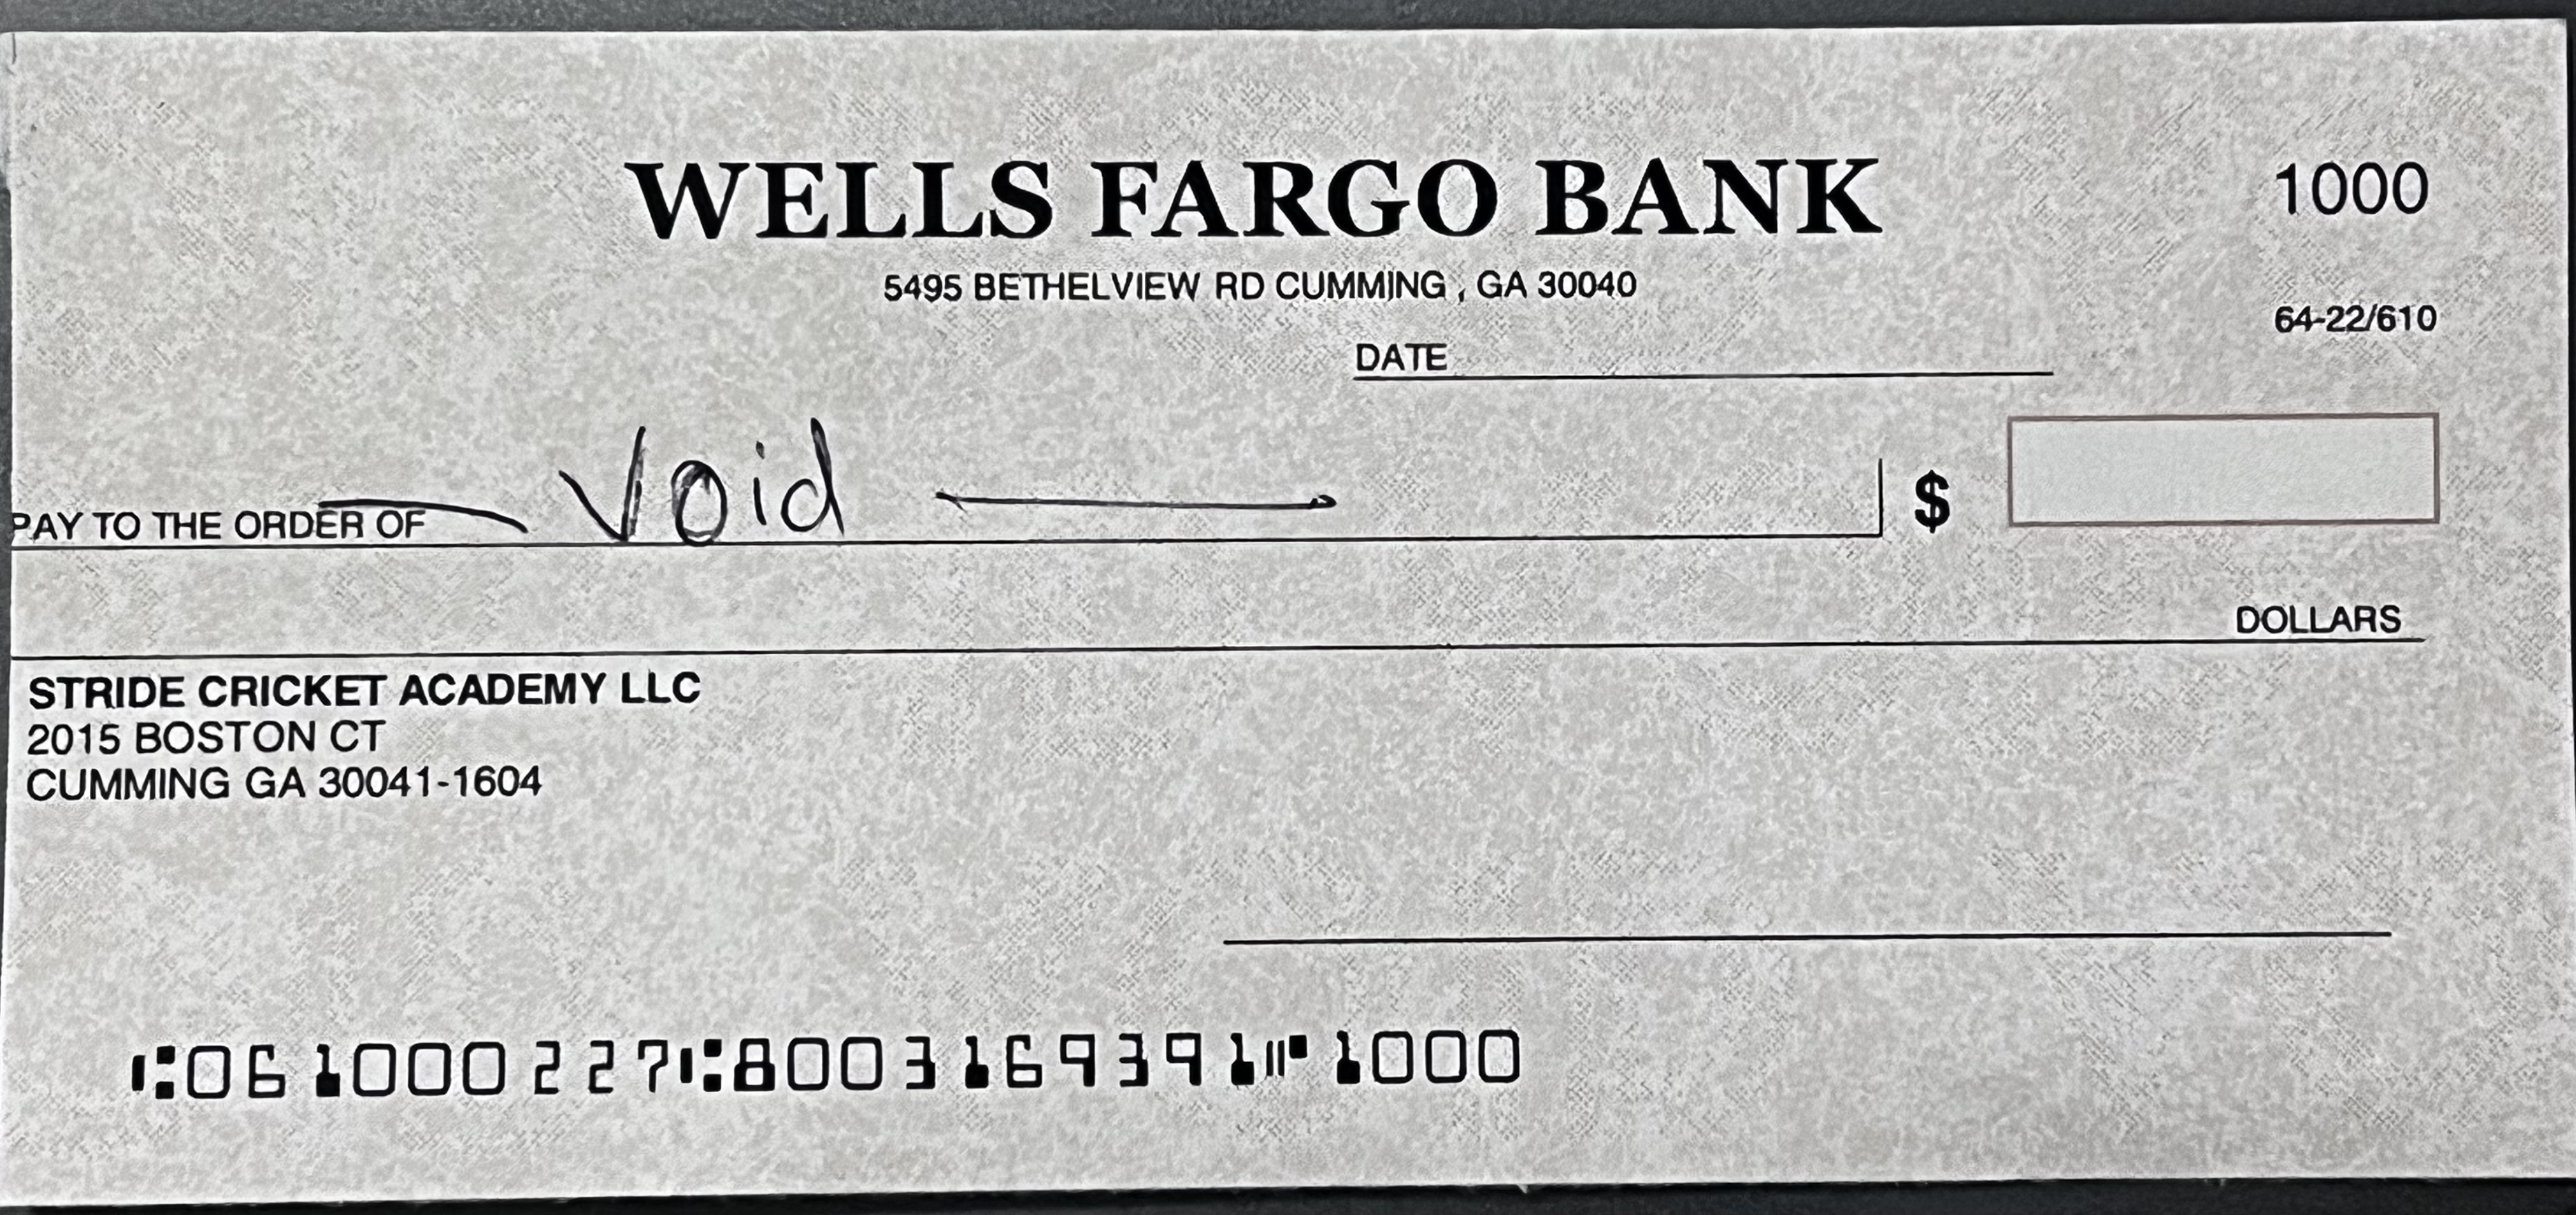 WELLS FARGO BANK
1000
5495 BETHELVIEW RD CUMMING , GA 30040
64-22/610
DATE
PAY TO THE ORDER OF Void $
DOLLARS
STRIDE CRICKET ACADEMY LLC
2015 BOSTON CT
CUMMING GA 30041-1604
⑆061000227⑆8003169391⑈ 1000